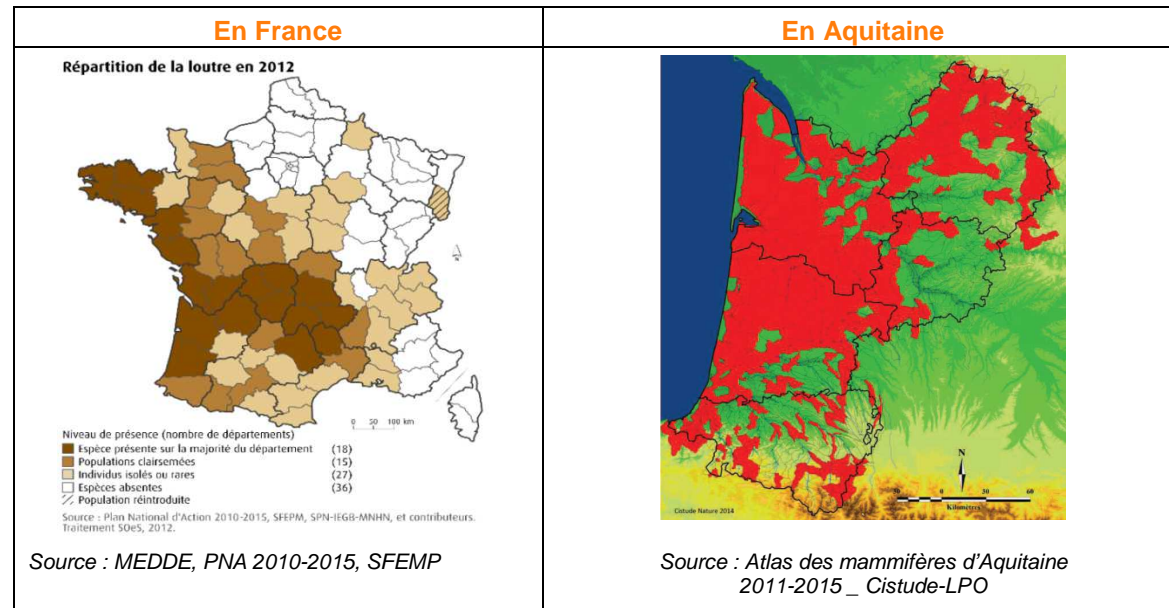 En France
En Aquitaine
Répartition de la loutre en 2012
0 50 100 km
Niveau de présence (nombre de départements)
Espèce présente sur la majorité du département (18)
Populations clairsemées (15)
Individus isolés ou rares (27)
Espèces absentes (36)
Population réintroduite
Source : Plan National d'Action 2010-2015, SFEPM, SPN-IEGB-MNHN, et contributeurs.
Traitement SOeS, 2012.
Source : MEDDE, PNA 2010-2015, SFEMP
N
0 30 60
Kilomètres
Cistude Nature 2014
Source : Atlas des mammifères d'Aquitaine
2011-2015 _ Cistude-LPO